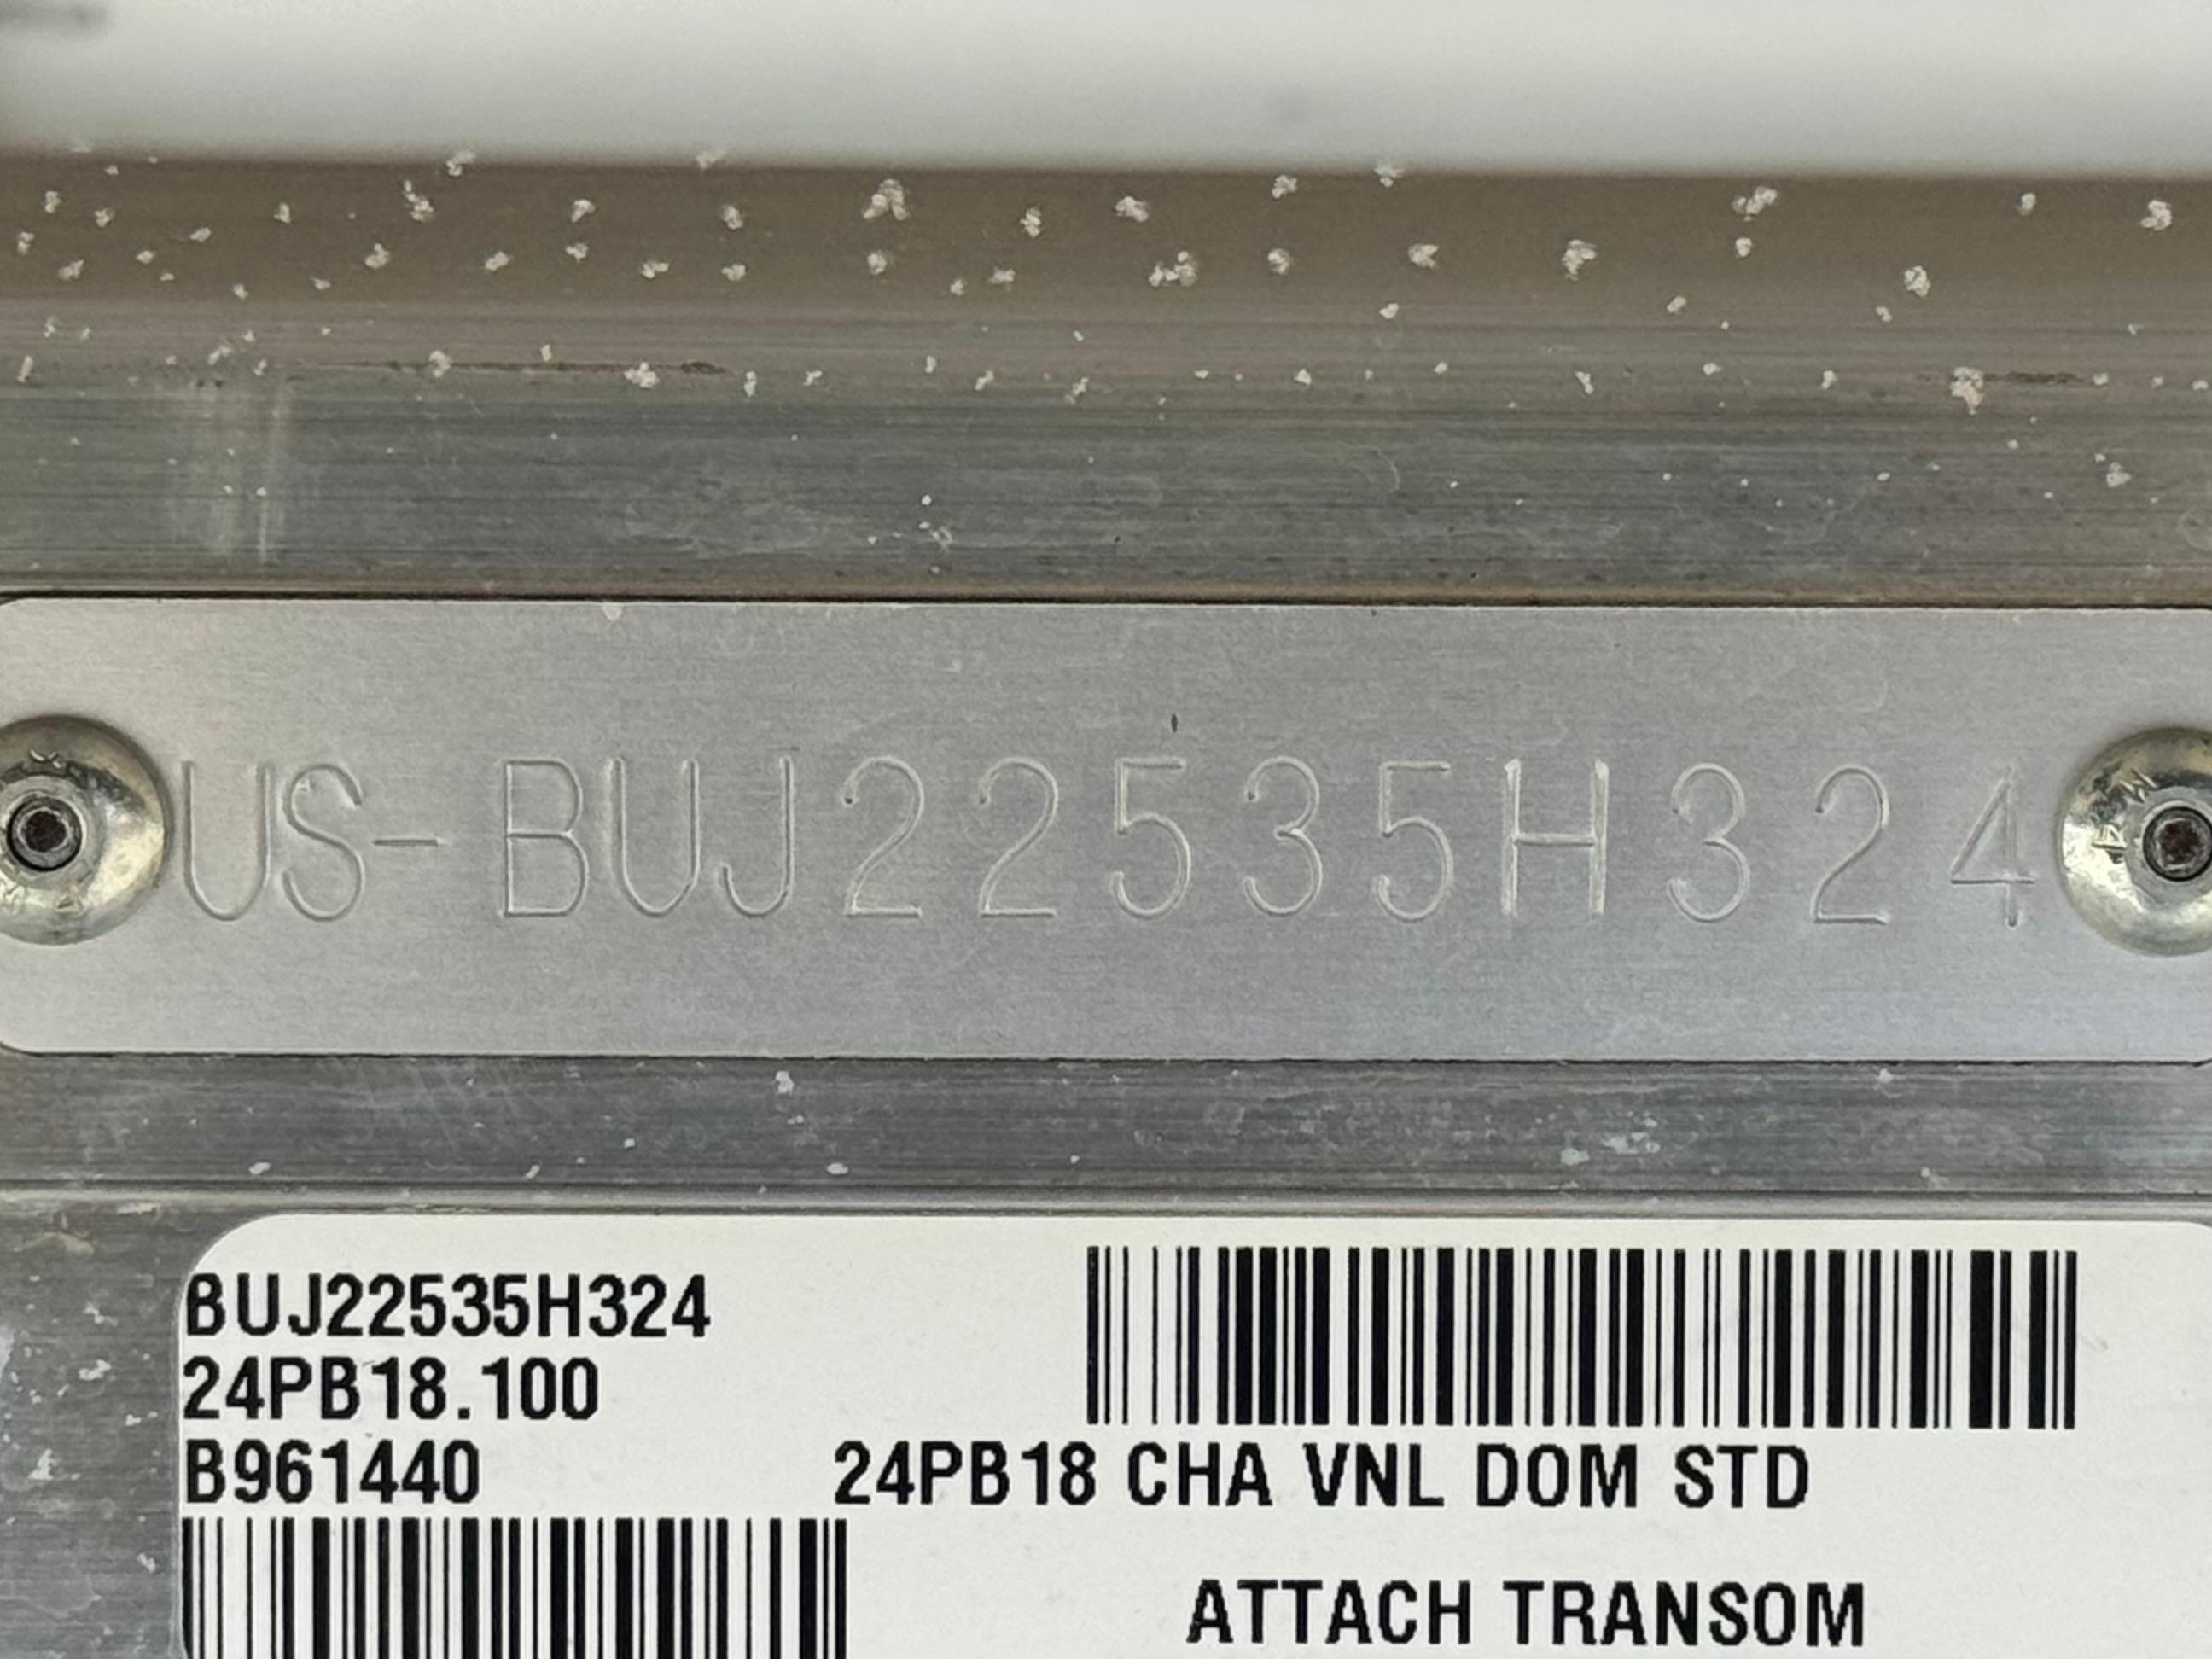 US-BUJ22535H324
BUJ22535H324
24PB18.100
B961440
24PB18 CHA VNL DOM STD
ATTACH TRANSOM